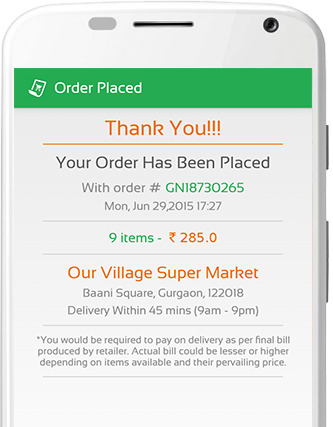 Order Placed
Thank You!!!
Your Order Has Been Placed
With order # GN18730265
Mon, Jun 29,2015 17:27
9 items - ₹ 285.0
Our Village Super Market
Baani Square, Gurgaon, 122018
Delivery Within 45 mins (9am - 9pm)
*You would be required to pay on delivery as per final bill
produced by retailer. Actual bill could be lesser or higher
depending on items available and their pervailing price.